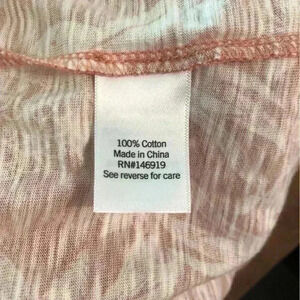 100% Cotton
Made in China
RN#146919
See reverse for care